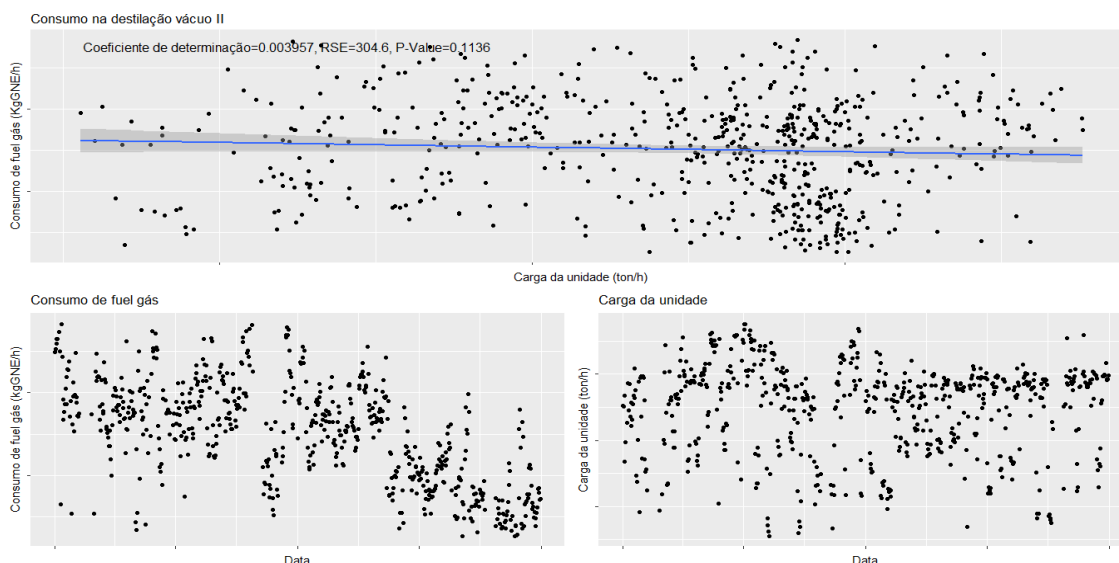 Consumo na destilação vácuo II
Coeficiente de determinação=0.003957, RSE=304.6, P-Value=0.1136
Consumo de fuel gás (KgGNE/h)
Carga da unidade (ton/h)
Consumo de fuel gás
Consumo de fuel gás (kgGNE/h)
Data
Carga da unidade
Carga da unidade (ton/h)
Data